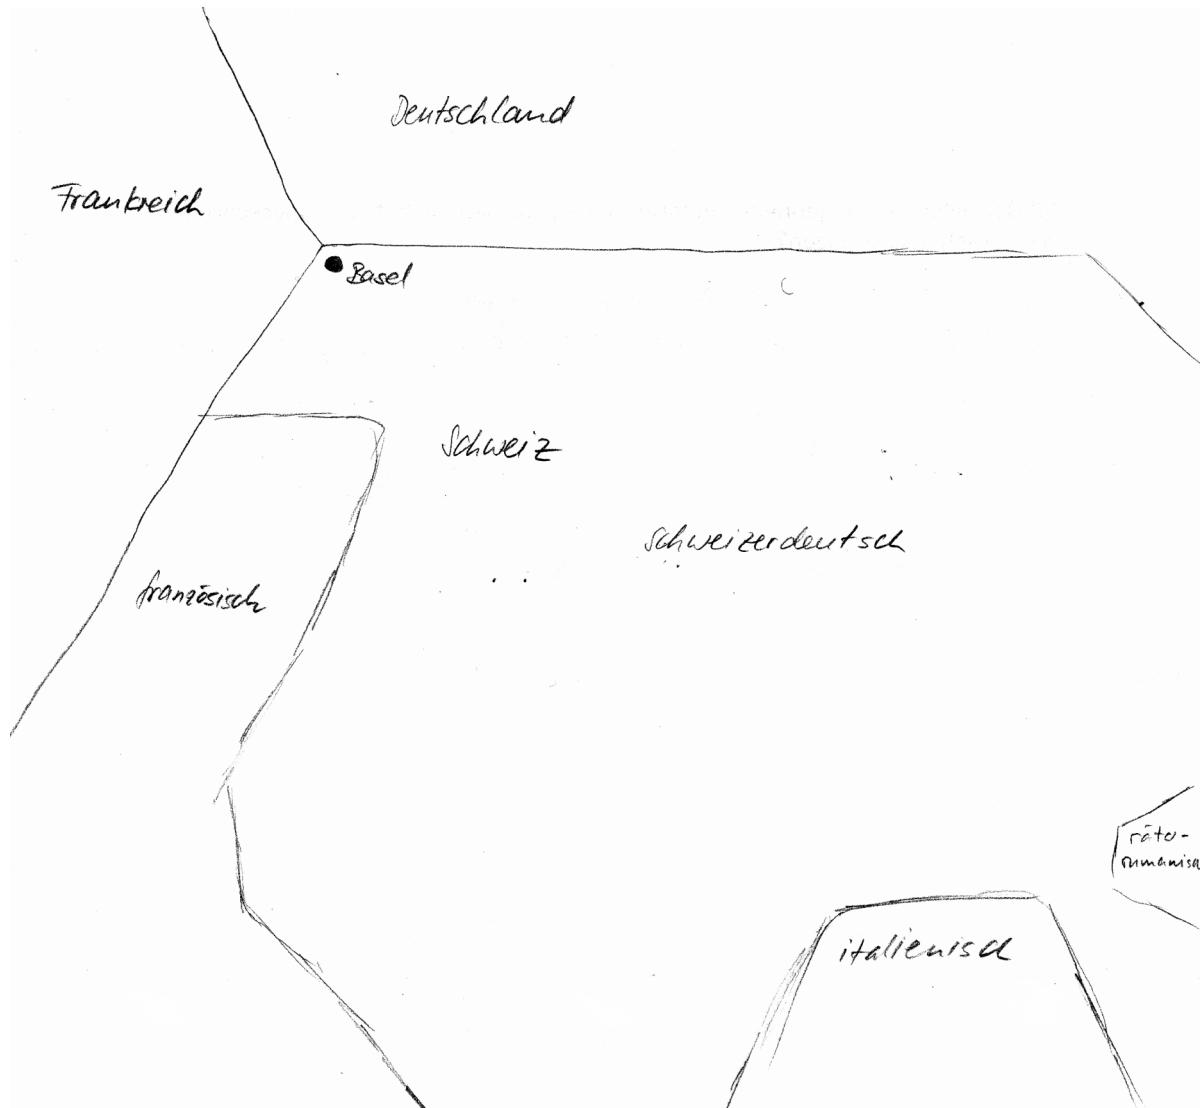 Deutschland
Frankreich
Basel
Schweiz
schweizerdeutsch
französisch
räto-
italienisch